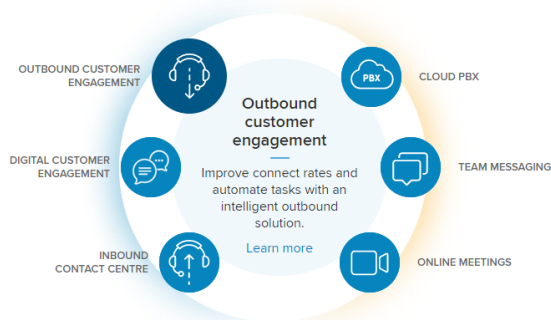 OUTBOUND CUSTOMER
ENGAGEMENT
DIGITAL CUSTOMER
ENGAGEMENT
INBOUND
CONTACT CENTRE
Outbound
customer
engagement
Improve connect rates and
automate tasks with an
intelligent outbound
solution.
Learn more
PBX
CLOUD PBX
TEAM MESSAGING
ONLINE MEETINGS